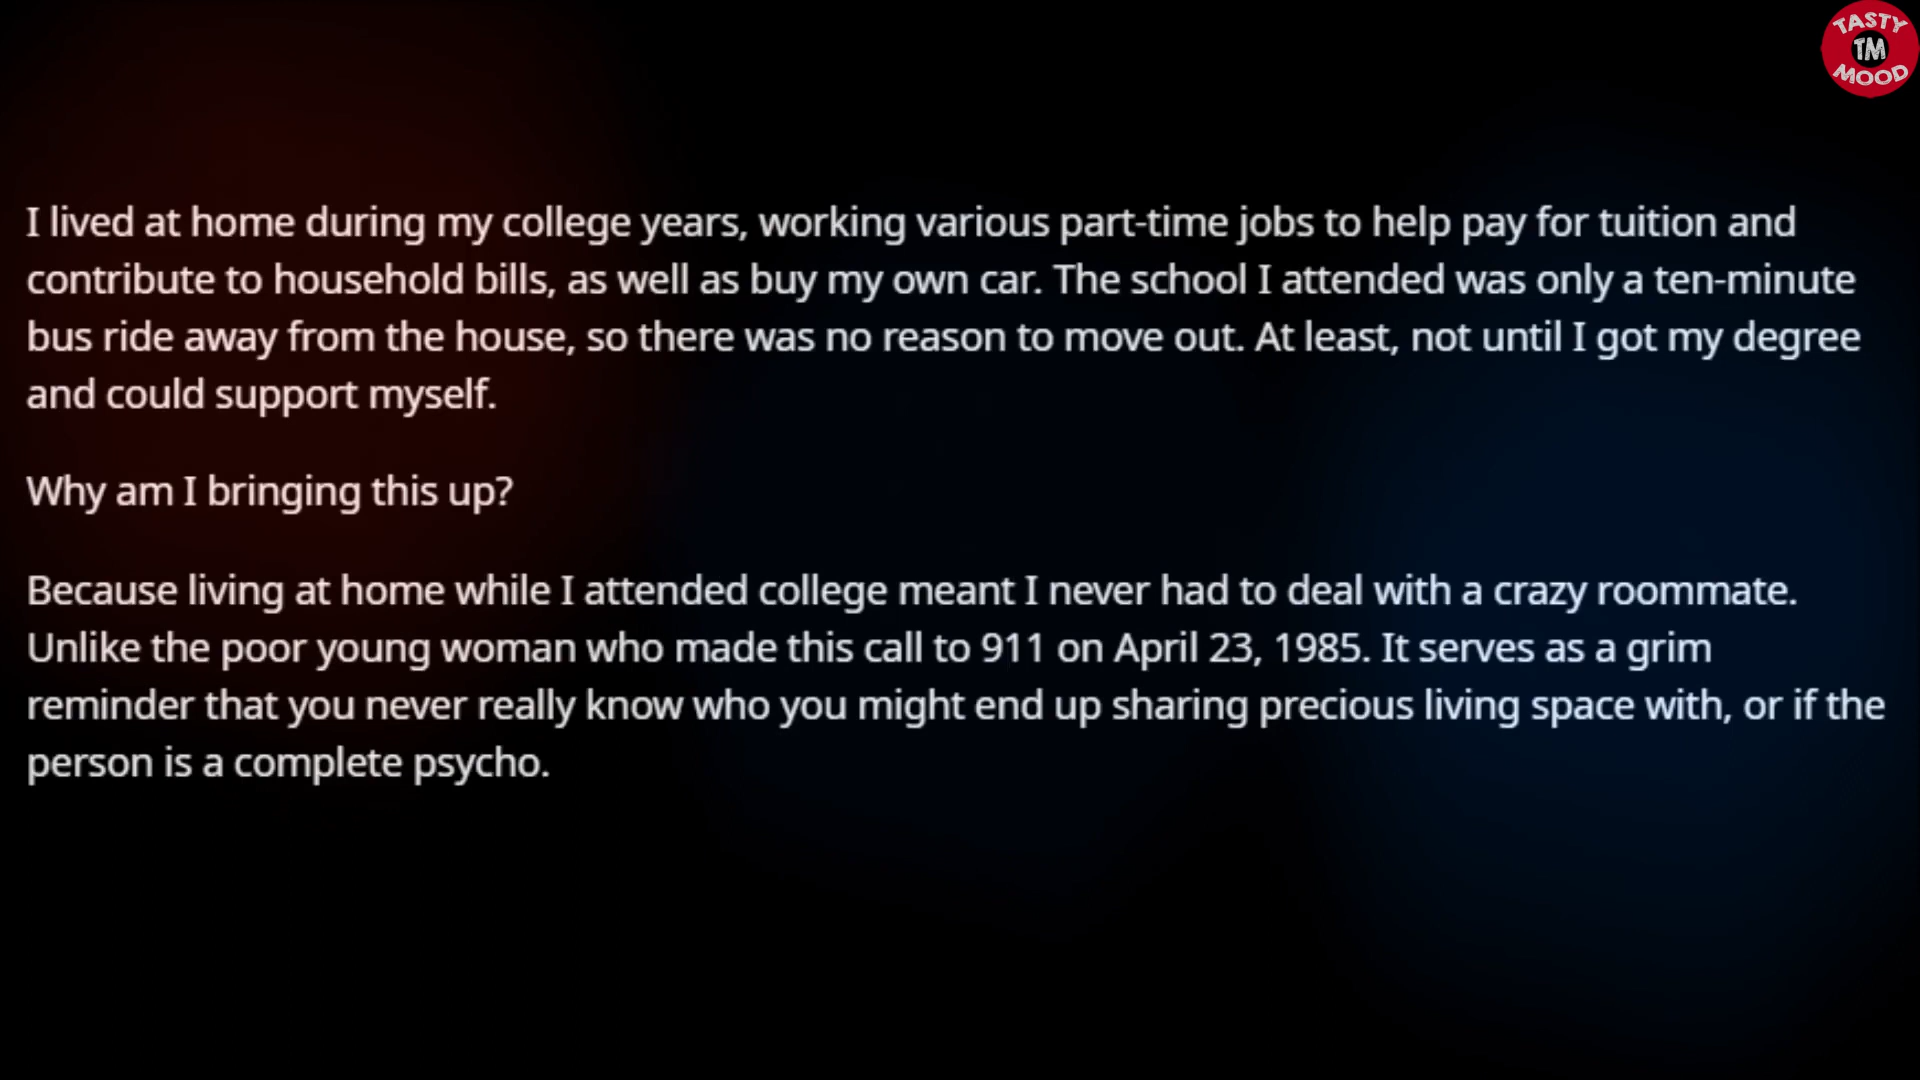 TASTY
TM
MOOD
I lived at home during my college years, working various part-time jobs to help pay for tuition and
contribute to household bills, as well as buy my own car. The school I attended was only a ten-minute
bus ride away from the house, so there was no reason to move out. At least, not until I got my degree
and could support myself.
Why am I bringing this up?
Because living at home while I attended college meant I never had to deal with a crazy roommate.
Unlike the poor young woman who made this call to 911 on April 23, 1985. It serves as a grim
reminder that you never really know who you might end up sharing precious living space with, or if the
person is a complete psycho.